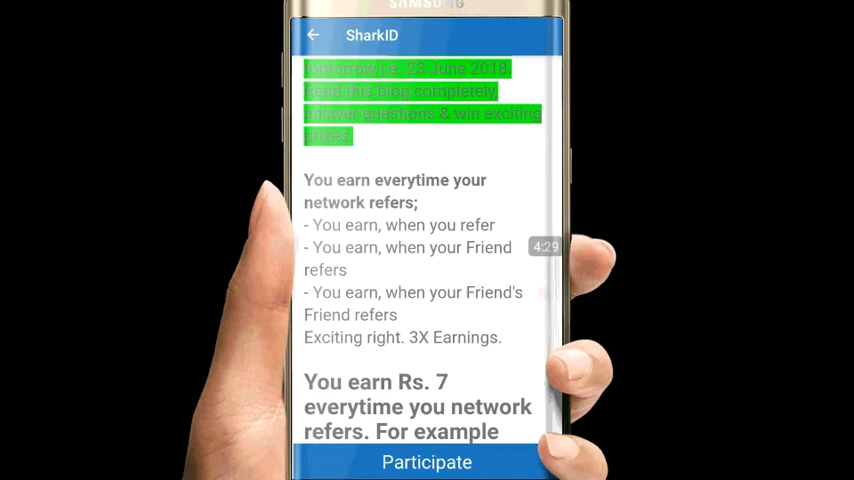 SAMSUNG
SharkID
tomorrow i.e, 23 June 2018.
Read this blog completely,
answer questions & win exciting
prizes.
You earn everytime your
network refers;
- You earn, when you refer
- You earn, when your Friend
refers
- You earn, when your Friend's
Friend refers
Exciting right. 3X Earnings.
You earn Rs. 7
everytime you network
refers. For example
Participate
4:29